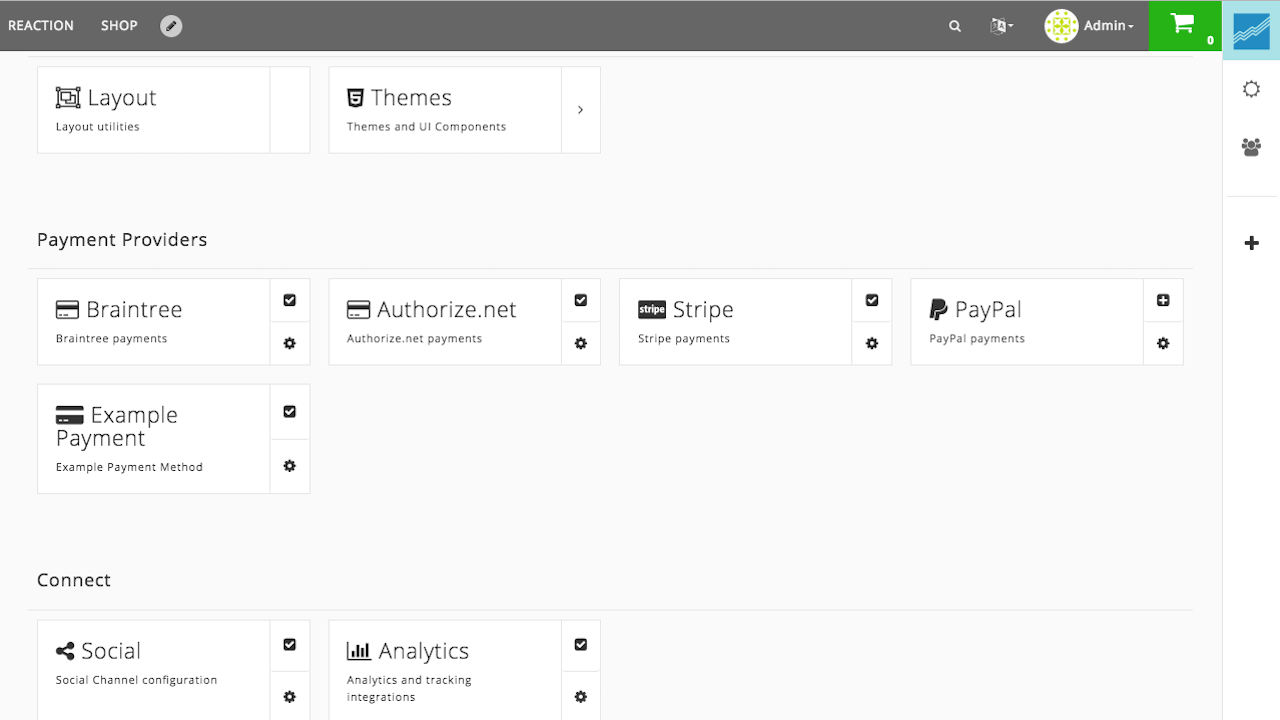 REACTION SHOP Admin 0
Layout
Layout utilities
Themes
Themes and UI Components
Payment Providers
Braintree
Braintree payments
Authorize.net
Authorize.net payments
stripe Stripe
Stripe payments
PayPal
PayPal payments
Example
Payment
Example Payment Method
Connect
Social
Social Channel configuration
Analytics
Analytics and tracking
integrations